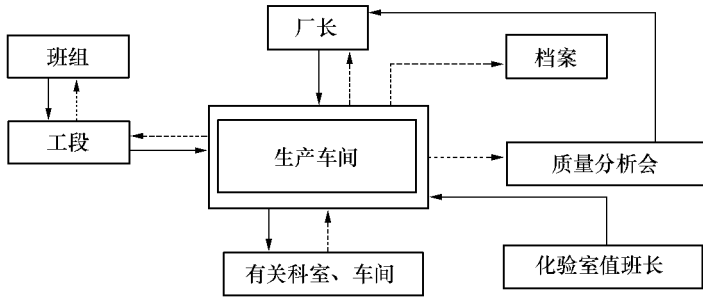 厂长
班组
档案
工段
生产车间
质量分析会
有关科室、车间
化验室值班长